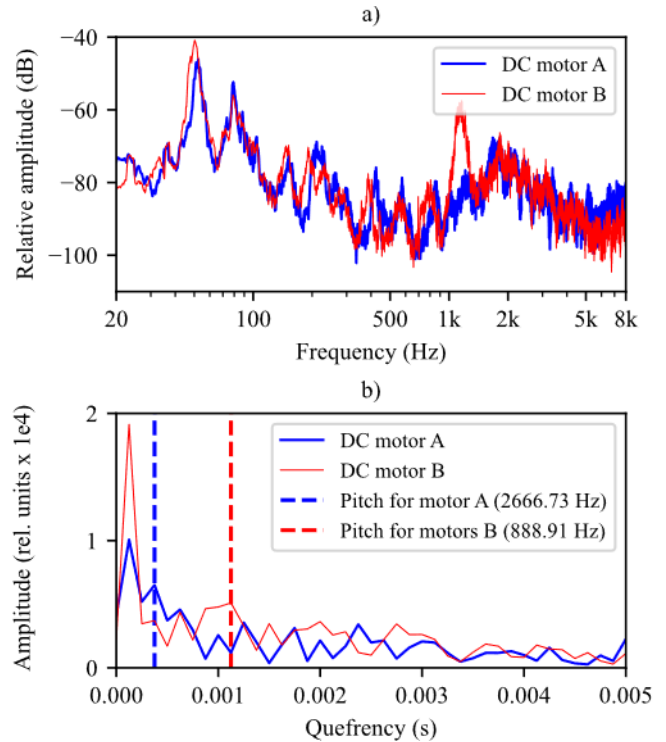 a)
Relative amplitude (dB)
−40
−60
−80
−100
DC motor A
DC motor B
20
100
500
1k
2k
5k
8k
Frequency (Hz)
b)
Amplitude (rel. units x 1e4)
2
1
0
DC motor A
DC motor B
Pitch for motor A (2666.73 Hz)
Pitch for motors B (888.91 Hz)
0.000
0.001
0.002
0.003
0.004
0.005
Quefrency (s)